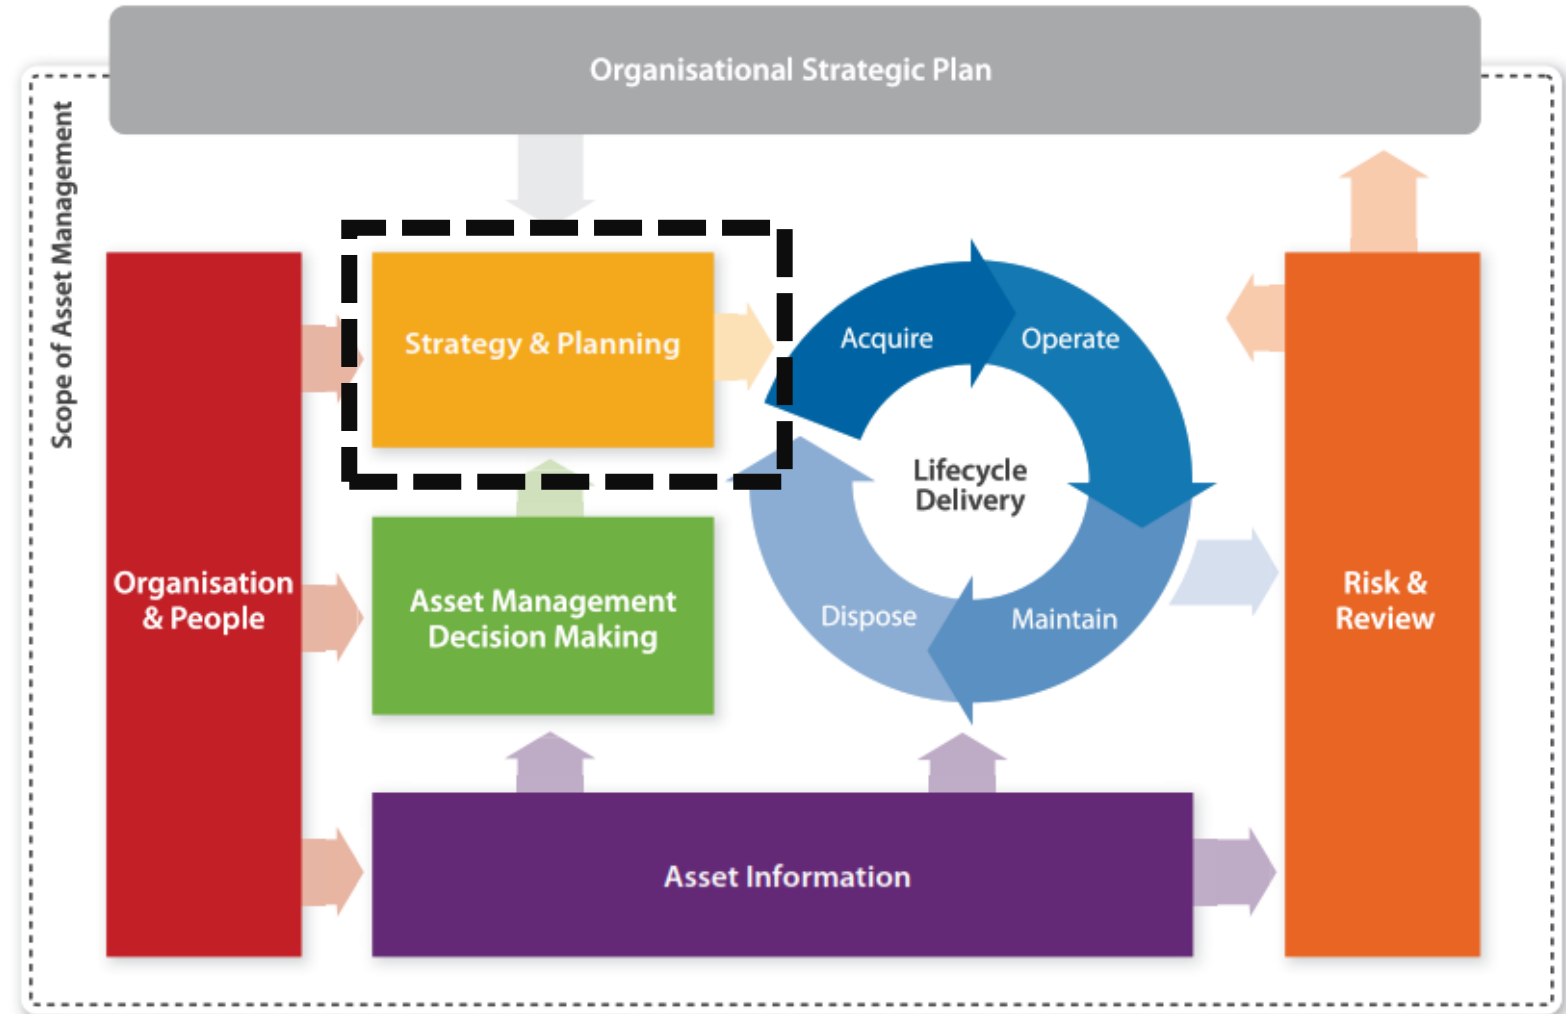 Organisational Strategic Plan
Scope of Asset Management
Strategy & Planning
Acquire
Operate
Lifecycle
Delivery
Organisation
& People
Asset Management
Decision Making
Dispose
Maintain
Risk &
Review
Asset Information